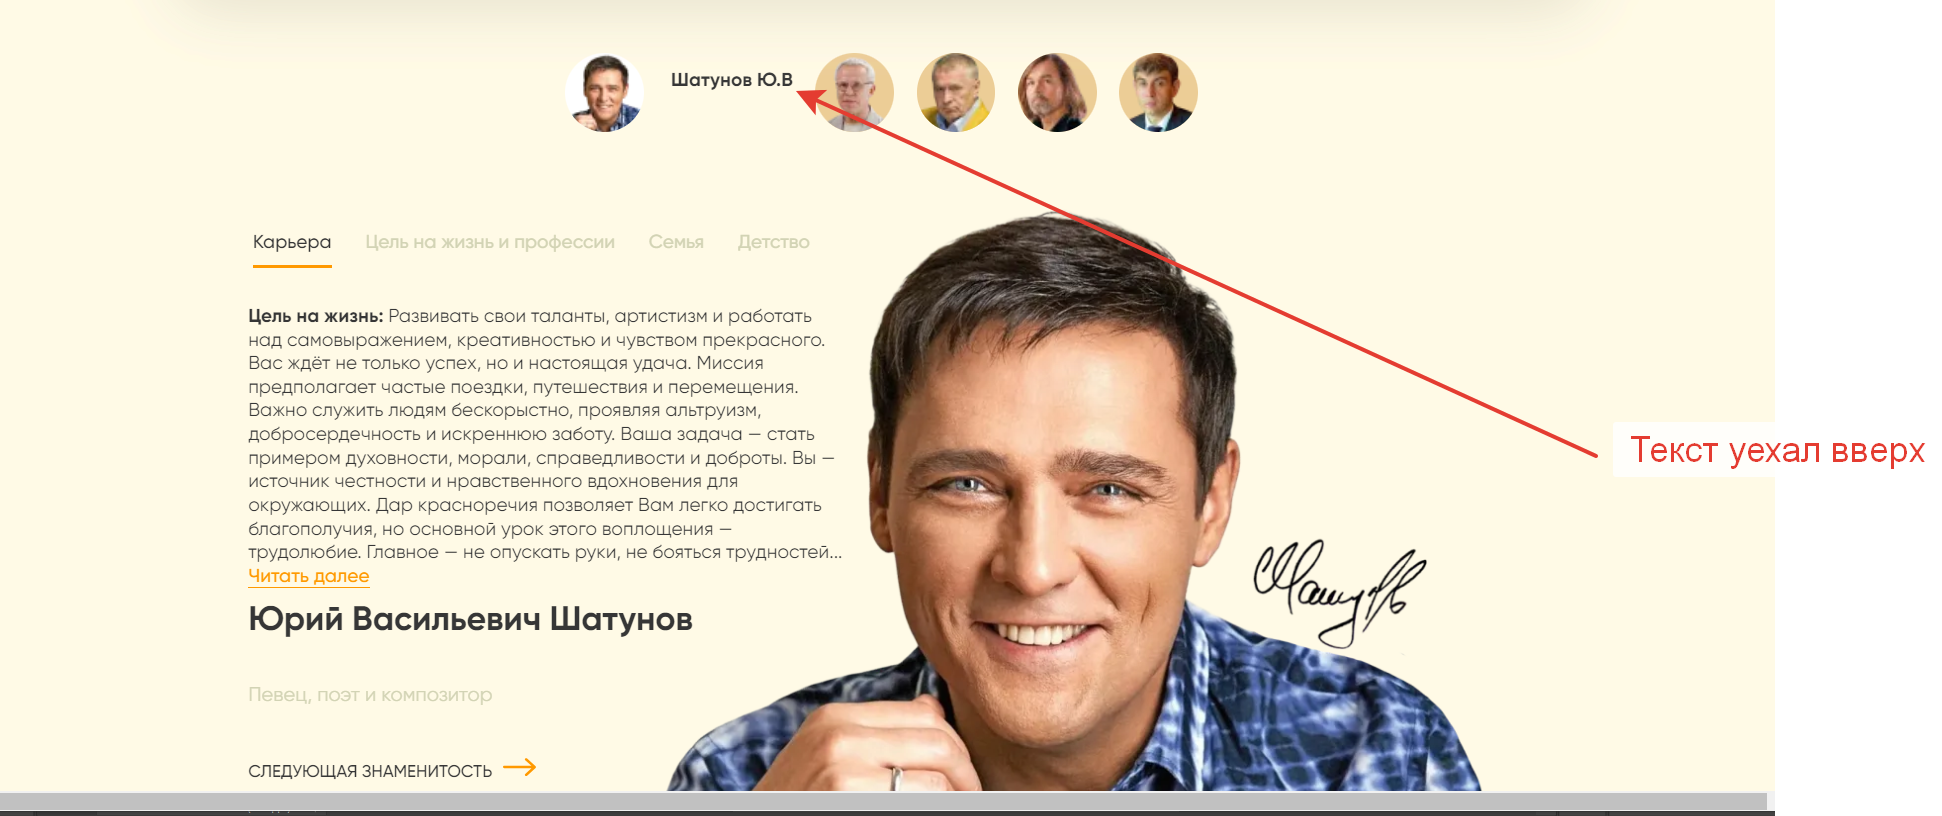 Шатунов Ю.В
Карьера Цель на жизнь и профессии Семья Детство
Цель на жизнь: Развивать свои таланты, артистизм и работать
над самовыражением, креативностью и чувством прекрасного.
Вас ждёт не только успех, но и настоящая удача. Миссия
предполагает частые поездки, путешествия и перемещения.
Важно служить людям бескорыстно, проявляя альтруизм,
добросердечность и искреннюю заботу. Ваша задача — стать
примером духовности, морали, справедливости и доброты. Вы —
источник честности и нравственного вдохновения для
окружающих. Дар красноречия позволяет Вам легко достигать
благополучия, но основной урок этого воплощения —
трудолюбие. Главное — не опускать руки, не бояться трудностей...
Читать далее
Текст уехал вверх
Юрий Васильевич Шатунов
Певец, поэт и композитор
СЛЕДУЮЩАЯ ЗНАМЕНИТОСТЬ